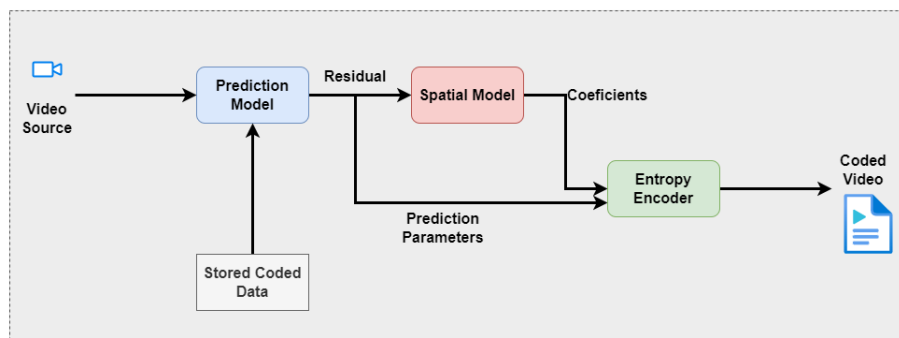 Video
Source
Prediction
Model
Residual
Spatial Model
Coeficients
Entropy
Encoder
Coded
Video
Prediction
Parameters
Stored Coded
Data